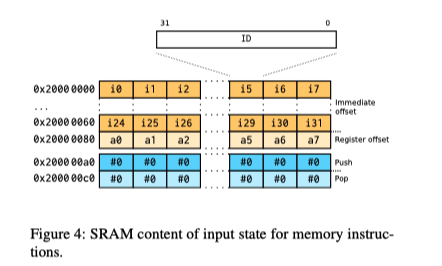 31 0
ID
0x2000 0000 i0 i1 i2 i5 i6 i7
... Immediate
offset
0x2000 0060 i24 i25 i26 i29 i30 i31
0x2000 0080 a0 a1 a2 a5 a6 a7 Register offset
0x2000 00a0 #0 #0 #0 #0 #0 #0 Push
0x2000 00c0 #0 #0 #0 #0 #0 #0 Pop
Figure 4: SRAM content of input state for memory instruc-
tions.